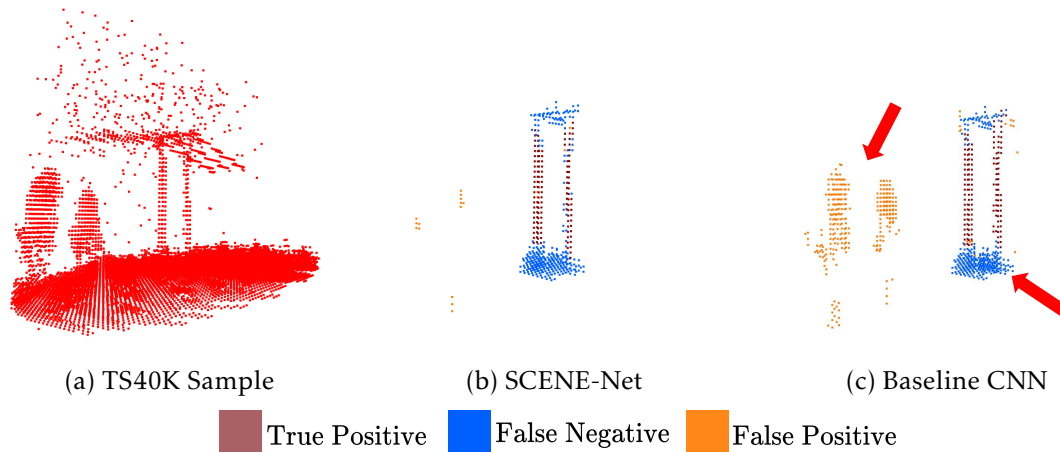 (a) TS40K Sample
(b) SCENE-Net
(c) Baseline CNN
True Positive
False Negative
False Positive